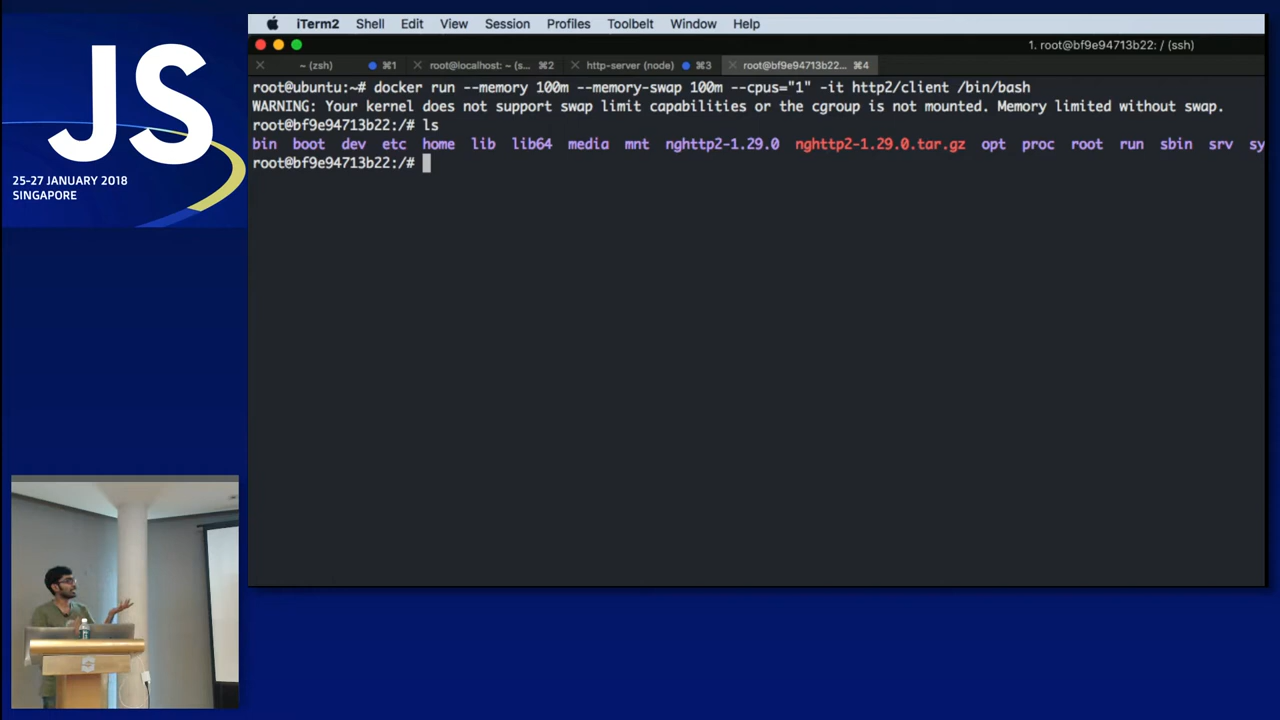 JS
25-27 JANUARY 2018
SINGAPORE
iTerm2 Shell Edit View Session Profiles Toolbelt Window Help
1. root@bf9e94713b22: / (ssh)
~ (zsh) ⌘1 root@localhost: ~ (s... ⌘2 http-server (node) ⌘3 root@bf9e94713b22... ⌘4
root@ubuntu:~# docker run --memory 100m --memory-swap 100m --cpus="1" -it http2/client /bin/bash
WARNING: Your kernel does not support swap limit capabilities or the cgroup is not mounted. Memory limited without swap.
root@bf9e94713b22:/# ls
bin boot dev etc home lib lib64 media mnt nghttp2-1.29.0 nghttp2-1.29.0.tar.gz opt proc root run sbin srv sy
root@bf9e94713b22:/#